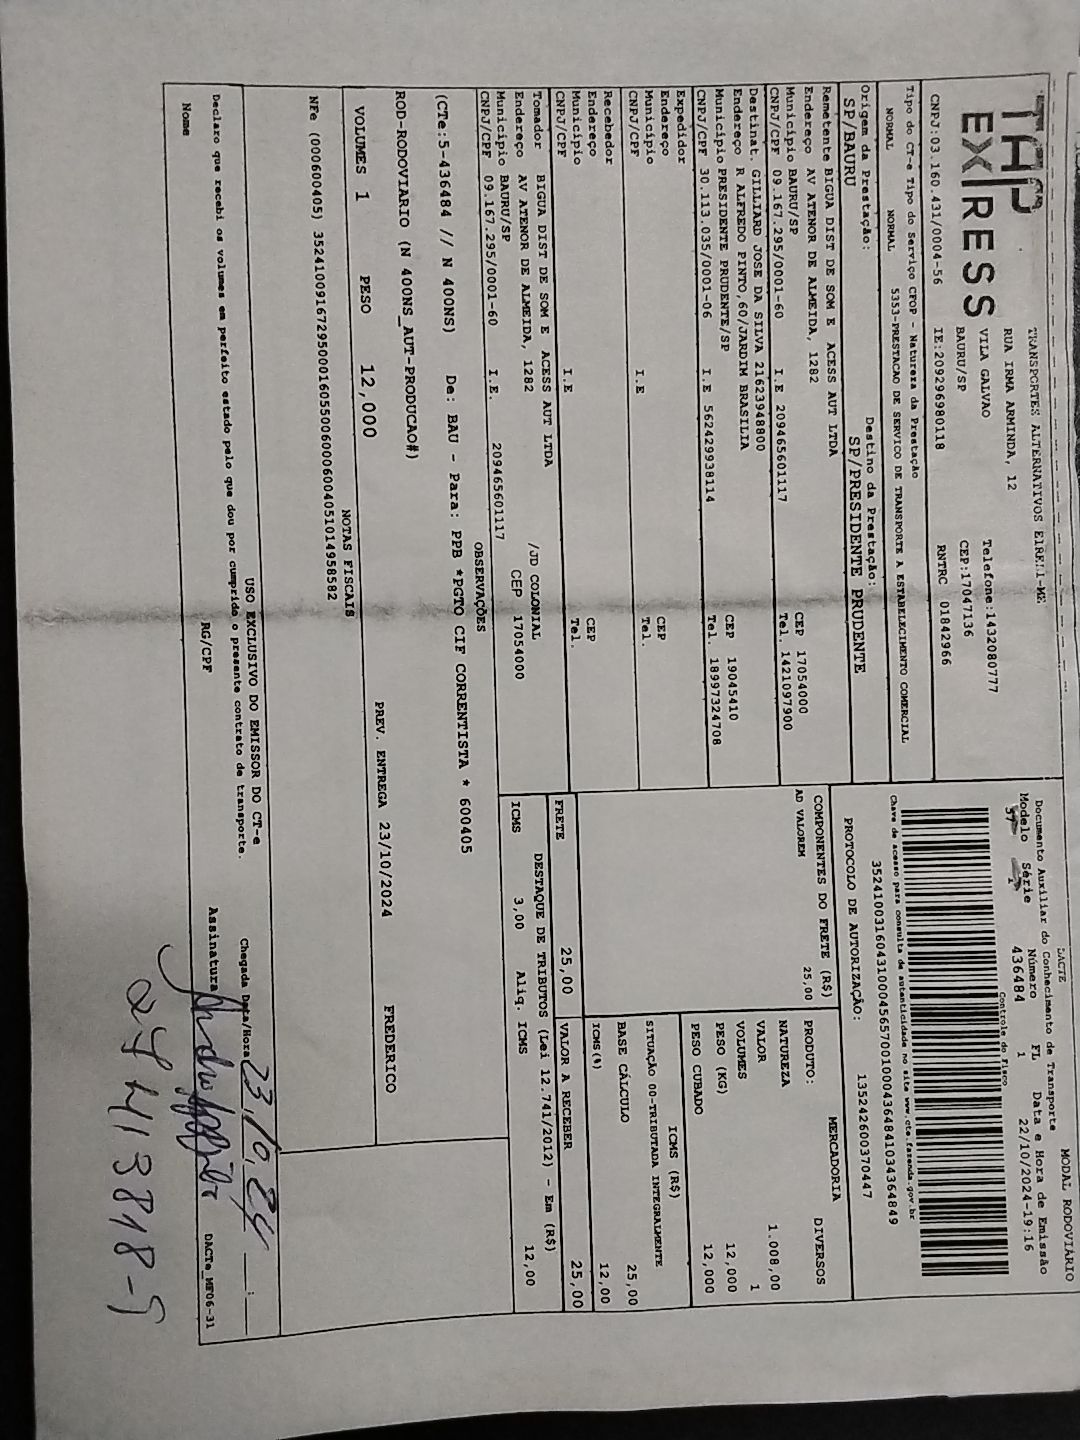 TAP EXPRESS
TRANSPORTES ALTERNATIVOS EIRELI-ME
RUA IRMA ARMINDA, 12
VILA GALVAO
BAURU/SP
Telefone:1432080777
CEP:17047136
CNPJ:03.160.431/0004-56 IE:209296980118 RNTRC 01842966
DACTE MODAL RODOVIÁRIO
Documento Auxiliar do Conhecimento de Transporte
Modelo Série Número FL Data e Hora de Emissão
57 1 436484 1 22/10/2024-19:16
Controle do Fisco
Chave de acesso para consulta de autenticidade no site www.cte.fazenda.gov.br
PROTOCOLO DE AUTORIZAÇÃO: 135242600370447
Tipo do CT-e Tipo do Serviço CFOP - Natureza da Prestação
NORMAL NORMAL 5353-PRESTACAO DE SERVICO DE TRANSPORTE A ESTABELECIMENTO COMERCIAL
Origem da Prestação: Destino da Prestação:
SP/BAURU SP/PRESIDENTE PRUDENTE
Remetente BIGUA DIST DE SOM E ACESS AUT LTDA
Endereço AV ATENOR DE ALMEIDA, 1282
Município BAURU/SP CEP 17054000
CNPJ/CPF 09.167.295/0001-60 I.E 209465601117 Tel. 1421097900
Destinat. GILLIARD JOSE DA SILVA 21623948800
Endereço R ALFREDO PINTO,60/JARDIM BRASILIA
Município PRESIDENTE PRUDENTE/SP CEP 19045410
CNPJ/CPF 30.113.035/0001-06 I.E 562429938114 Tel. 18997324708
Expedidor
Endereço
Município CEP
CNPJ/CPF I.E Tel.
Recebedor
Endereço
Município CEP
CNPJ/CPF I.E Tel.
Tomador BIGUA DIST DE SOM E ACESS AUT LTDA
Endereço AV ATENOR DE ALMEIDA, 1282 /JD COLONIAL
Município BAURU/SP CEP 17054000
CNPJ/CPF 09.167.295/0001-60 I.E. 209465601117
COMPONENTES DO FRETE (R$)
AD VALOREM 25,00
FRETE 25,00
MERCADORIA
PRODUTO: DIVERSOS
NATUREZA
VALOR 1.008,00
VOLUMES 1
PESO (KG) 12,000
PESO CUBADO 12,000
ICMS (R$)
SITUAÇÃO 00-TRIBUTADA INTEGRALMENTE
BASE CÁLCULO 25,00
ICMS(%) 12,00
VALOR A RECEBER 25,00
DESTAQUE DE TRIBUTOS (Lei 12.741/2012) - Em (R$)
ICMS 3,00 Aliq. ICMS 12,00
OBSERVAÇÕES
(CTe:5-436484 // N 400NS) De: BAU - Para: PPB *PGTO CIF CORRENTISTA * 600405
ROD-RODOVIARIO (N 400NS_AUT-PRODUCAO#)
VOLUMES 1 PESO 12,000 PREV. ENTREGA 23/10/2024 FREDERICO
NOTAS FISCAIS
NFe (000600405)
USO EXCLUSIVO DO EMISSOR DO CT-e
Declaro que recebi os volumes em perfeito estado pelo que dou por cumprido o presente contrato de transporte.
Chegada Data/Hora 23/10/24 :
Nome RG/CPF Assinatura
DACTe_MF06-31